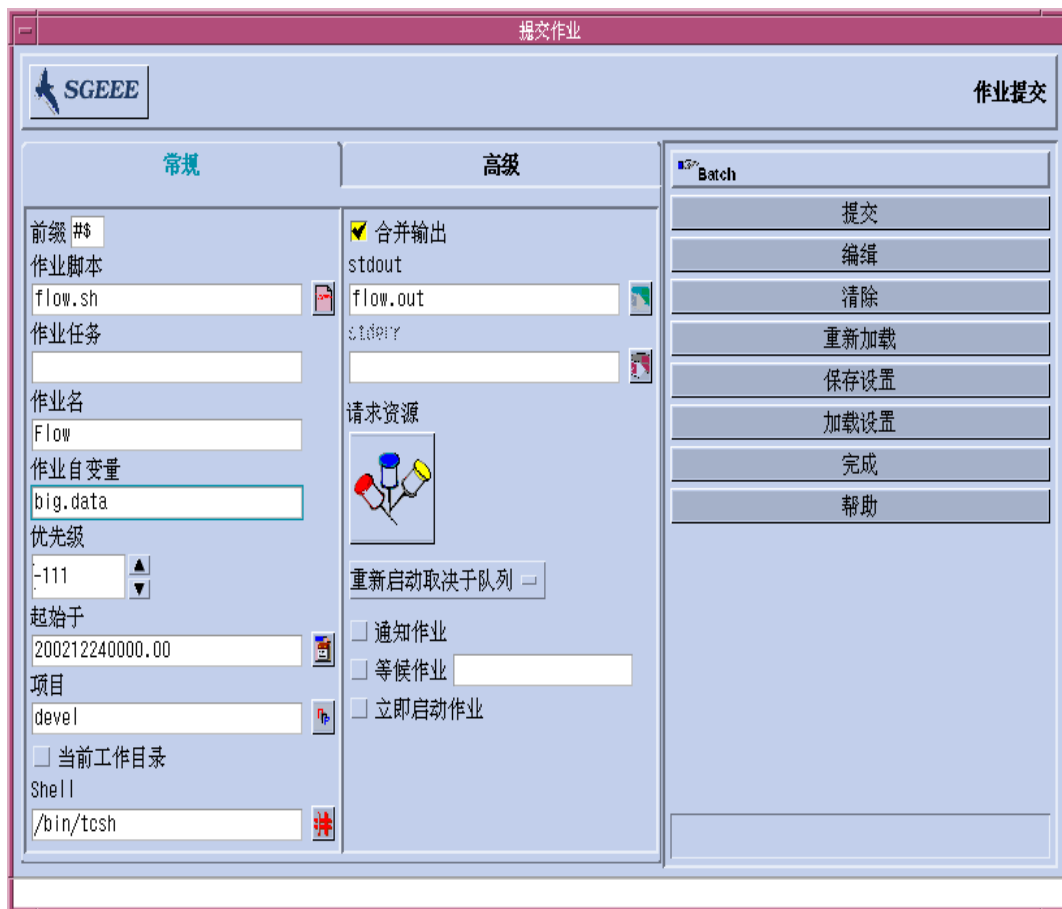 提交作业
SGEEE
作业提交
常规
高级
前缀 #$
作业脚本
flow.sh
作业任务
作业名
Flow
作业自变量
big.data
优先级
-111
起始于
200212240000.00
项目
devel
当前工作目录
Shell
/bin/tcsh
合并输出
stdout
flow.out
stderr
请求资源
重新启动取决于队列
通知作业
等候作业
立即启动作业
Batch
提交
编缉
清除
重新加载
保存设置
加载设置
完成
帮助